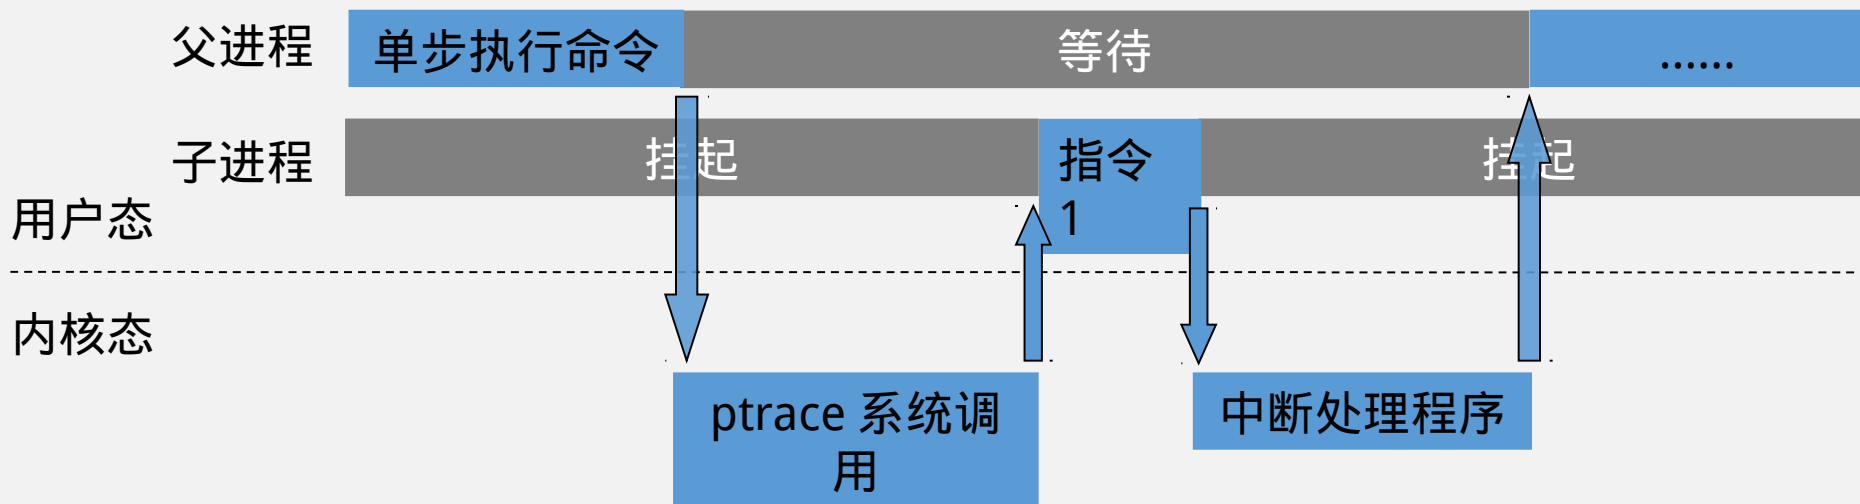 父进程
单步执行命令
等待
......
子进程
挂起
指令
1
挂起
用户态
内核态
ptrace 系统调
用
中断处理程序